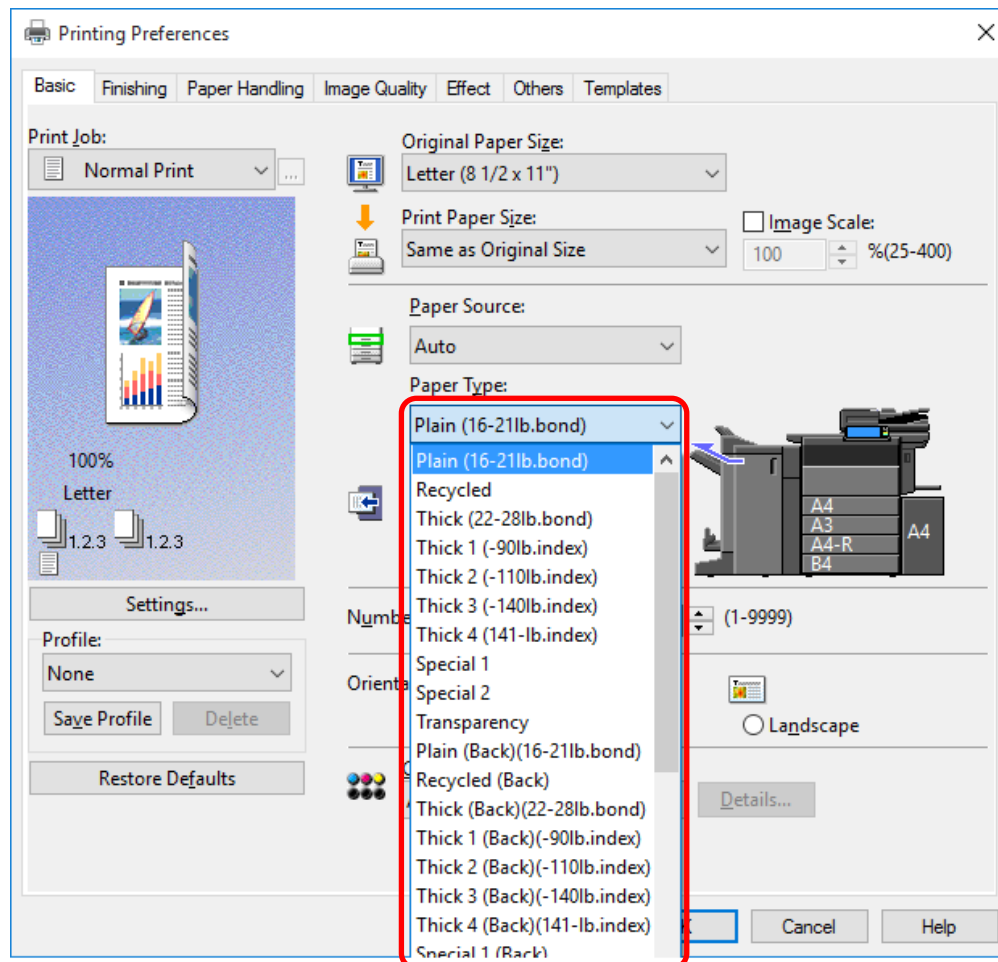 Printing Preferences
Basic Finishing Paper Handling Image Quality Effect Others Templates
Print Job:
Normal Print
...
Original Paper Size:
Letter (8 1/2 x 11")
Print Paper Size:
Same as Original Size
Image Scale:
100 %(25-400)
Paper Source:
Auto
Paper Type:
Plain (16-21lb.bond)
Plain (16-21lb.bond)
Recycled
Thick (22-28lb.bond)
Thick 1 (-90lb.index)
Thick 2 (-110lb.index)
Thick 3 (-140lb.index)
Thick 4 (141-lb.index)
Special 1
Special 2
Transparency
Plain (Back)(16-21lb.bond)
Recycled (Back)
Thick (Back)(22-28lb.bond)
Thick 1 (Back)(-90lb.index)
Thick 2 (Back)(-110lb.index)
Thick 3 (Back)(-140lb.index)
Thick 4 (Back)(141-lb.index)
Special 1 (Back)
A4
A3
A4-R
B4
A4
100%
Letter
1.2.3 1.2.3
Settings...
Profile:
None
Save Profile Delete
Restore Defaults
Numbe
(1-9999)
Orient
Landscape
Details...
Cancel Help